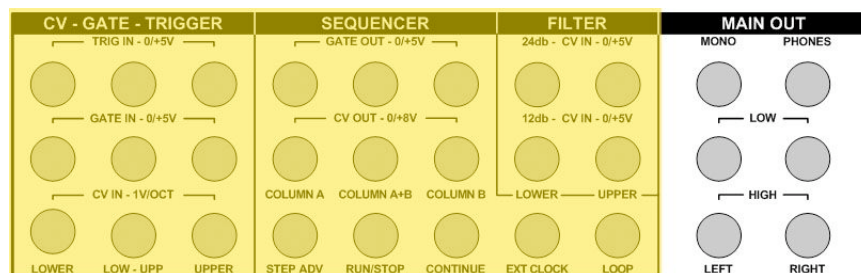 CV - GATE - TRIGGER SEQUENCER FILTER MAIN OUT
TRIG IN - 0/+5V GATE OUT - 0/+5V 24db - CV IN - 0/+5V MONO PHONES
GATE IN - 0/+5V CV OUT - 0/+8V 12db - CV IN - 0/+5V LOW
CV IN - 1V/OCT COLUMN A COLUMN A+B COLUMN B LOWER UPPER HIGH
LOWER LOW - UPP UPPER STEP ADV RUN/STOP CONTINUE EXT CLOCK LOOP LEFT RIGHT